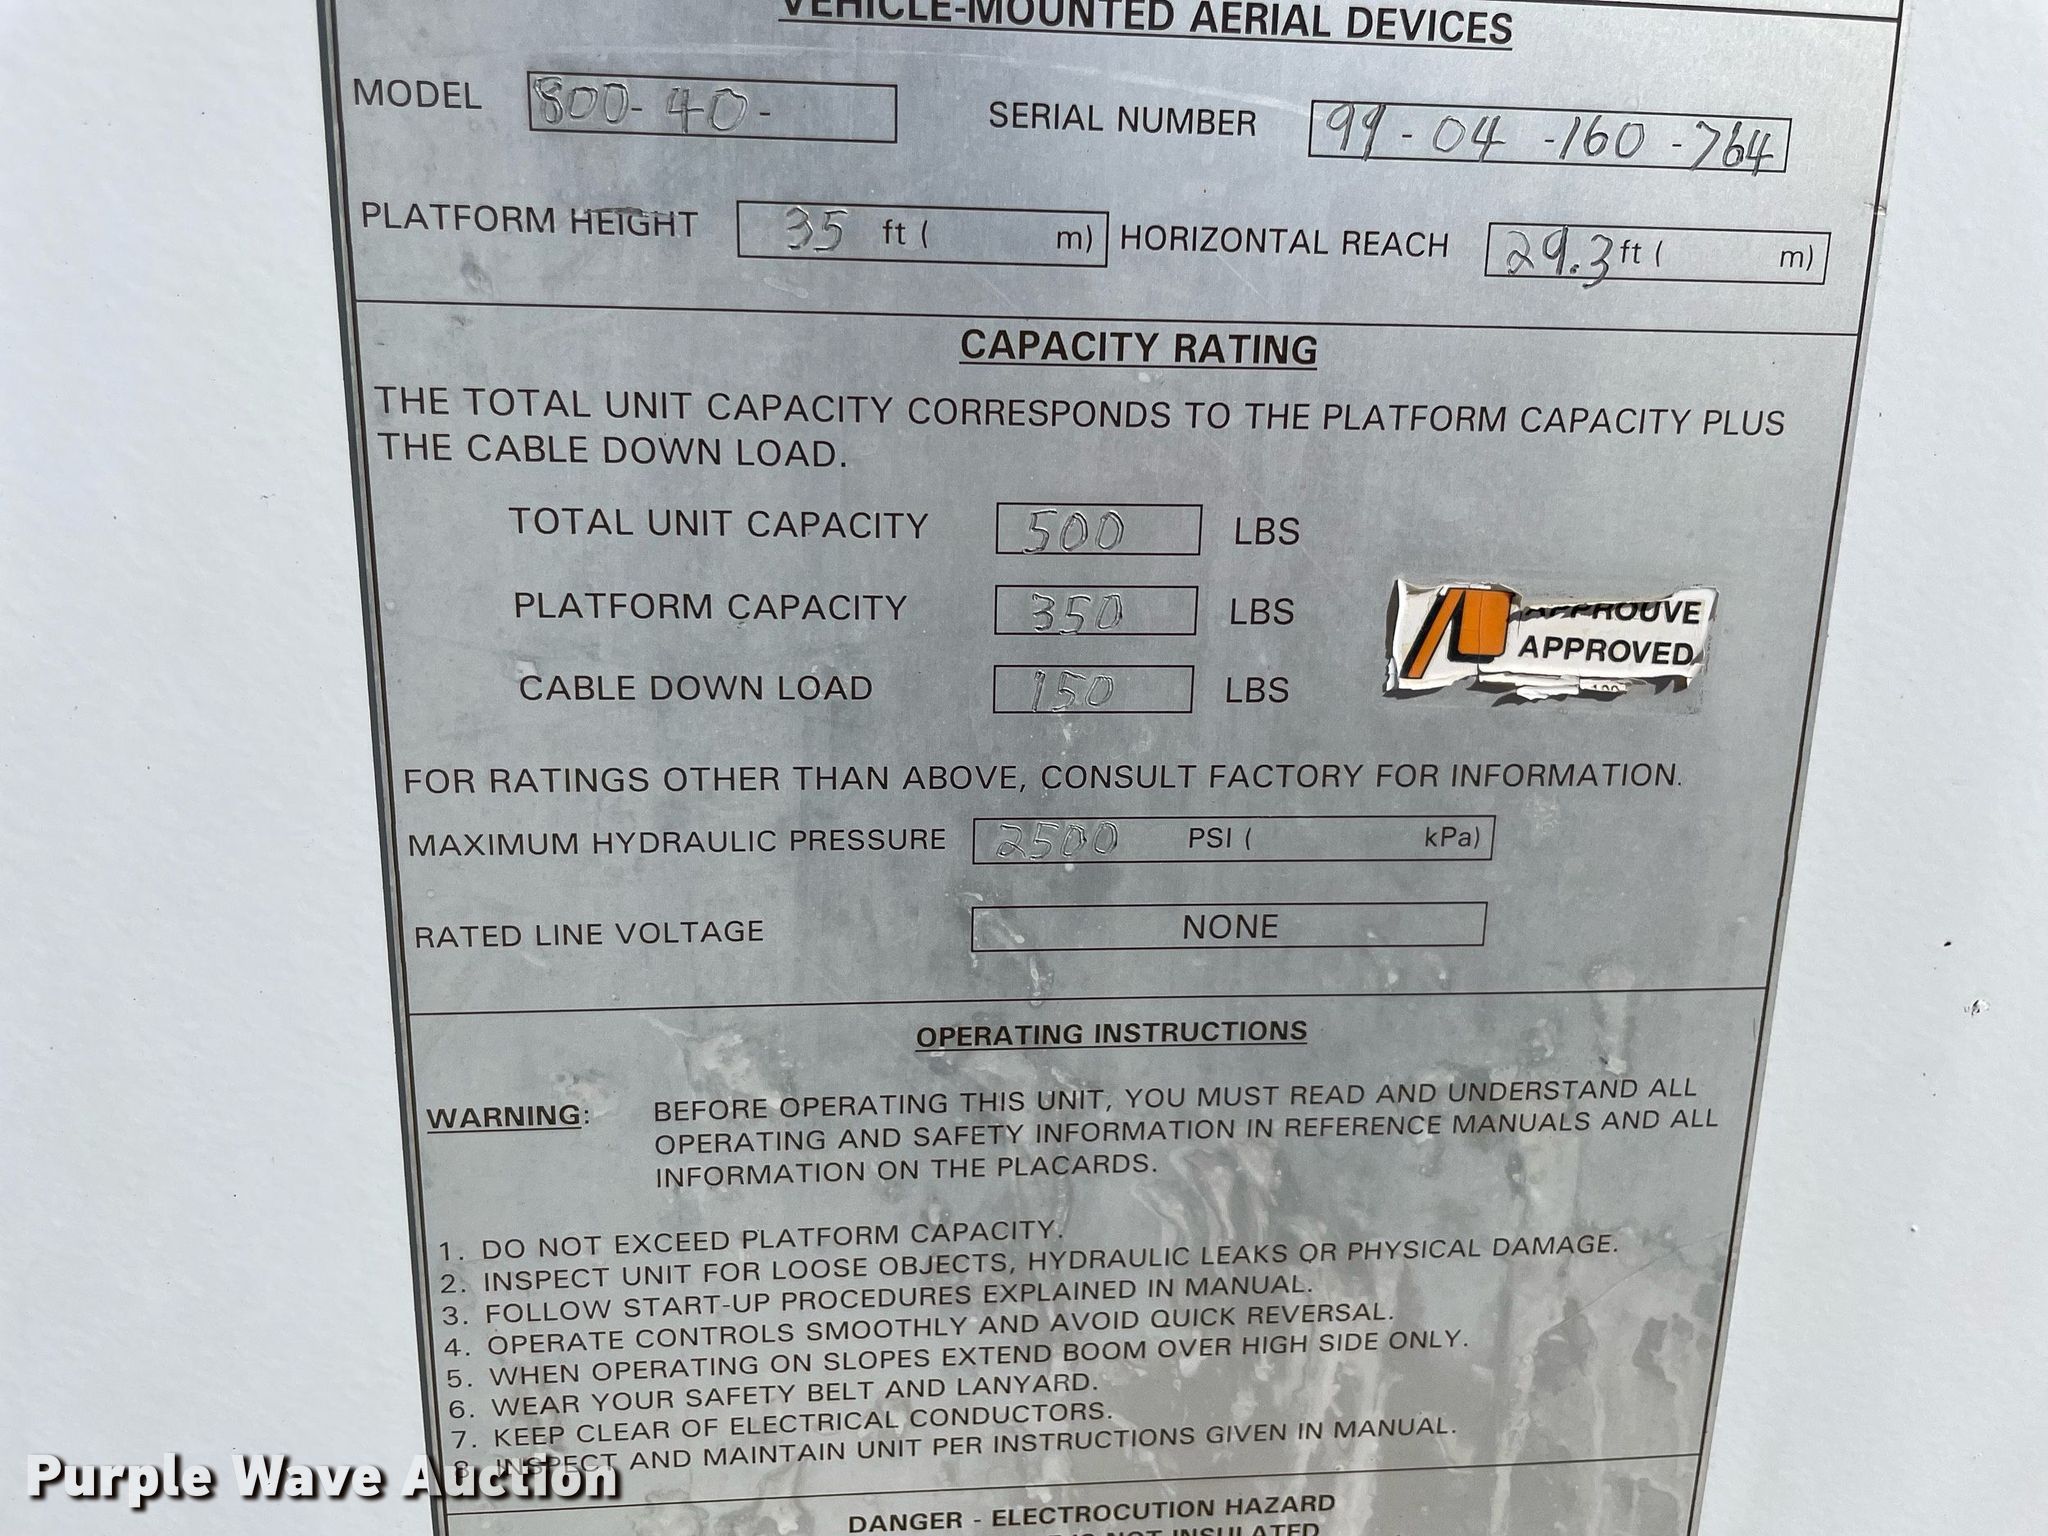 VEHICLE-MOUNTED AERIAL DEVICES
MODEL 800-40- SERIAL NUMBER 99-04-160-764
PLATFORM HEIGHT 35 ft ( m) HORIZONTAL REACH 29.3 ft ( m)
CAPACITY RATING
THE TOTAL UNIT CAPACITY CORRESPONDS TO THE PLATFORM CAPACITY PLUS
THE CABLE DOWN LOAD.
TOTAL UNIT CAPACITY 500 LBS
PLATFORM CAPACITY 350 LBS
APPROUVE
APPROVED
CABLE DOWN LOAD 150 LBS
FOR RATINGS OTHER THAN ABOVE, CONSULT FACTORY FOR INFORMATION.
MAXIMUM HYDRAULIC PRESSURE 2500 PSI ( kPa)
RATED LINE VOLTAGE NONE
OPERATING INSTRUCTIONS
WARNING: BEFORE OPERATING THIS UNIT, YOU MUST READ AND UNDERSTAND ALL
OPERATING AND SAFETY INFORMATION IN REFERENCE MANUALS AND ALL
INFORMATION ON THE PLACARDS.
1. DO NOT EXCEED PLATFORM CAPACITY.
2. INSPECT UNIT FOR LOOSE OBJECTS, HYDRAULIC LEAKS OR PHYSICAL DAMAGE.
3. FOLLOW START-UP PROCEDURES EXPLAINED IN MANUAL.
4. OPERATE CONTROLS SMOOTHLY AND AVOID QUICK REVERSAL.
5. WHEN OPERATING ON SLOPES EXTEND BOOM OVER HIGH SIDE ONLY.
6. WEAR YOUR SAFETY BELT AND LANYARD.
7. KEEP CLEAR OF ELECTRICAL CONDUCTORS.
8. INSPECT AND MAINTAIN UNIT PER INSTRUCTIONS GIVEN IN MANUAL.
DANGER - ELECTROCUTION HAZARD
IS NOT INSULATED
Purple Wave Auction